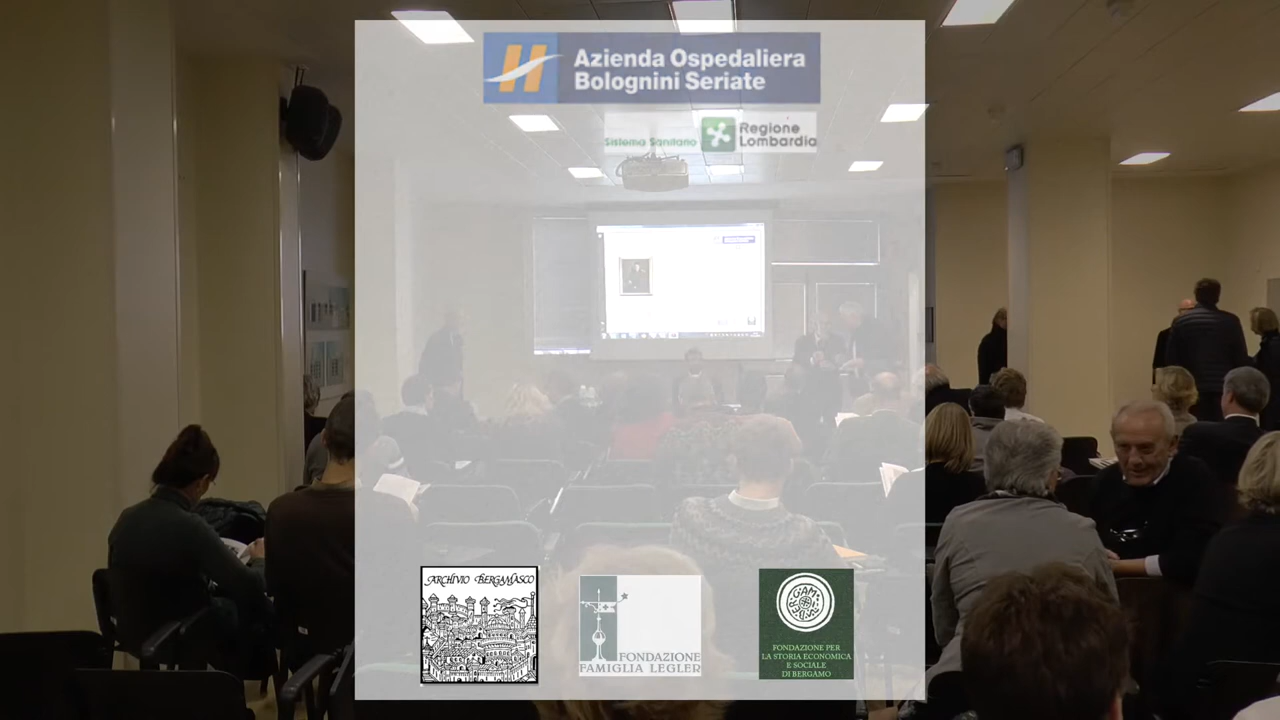 Azienda Ospedaliera
Bolognini Seriate
Sistema Sanitario
Regione
Lombardia
ARCHIVIO BERGAMASCO
FONDAZIONE
FAMIGLIA LEGLER
BERGAMI
FONDAZIONE PER
LA STORIA ECONOMICA
E SOCIALE
DI BERGAMO